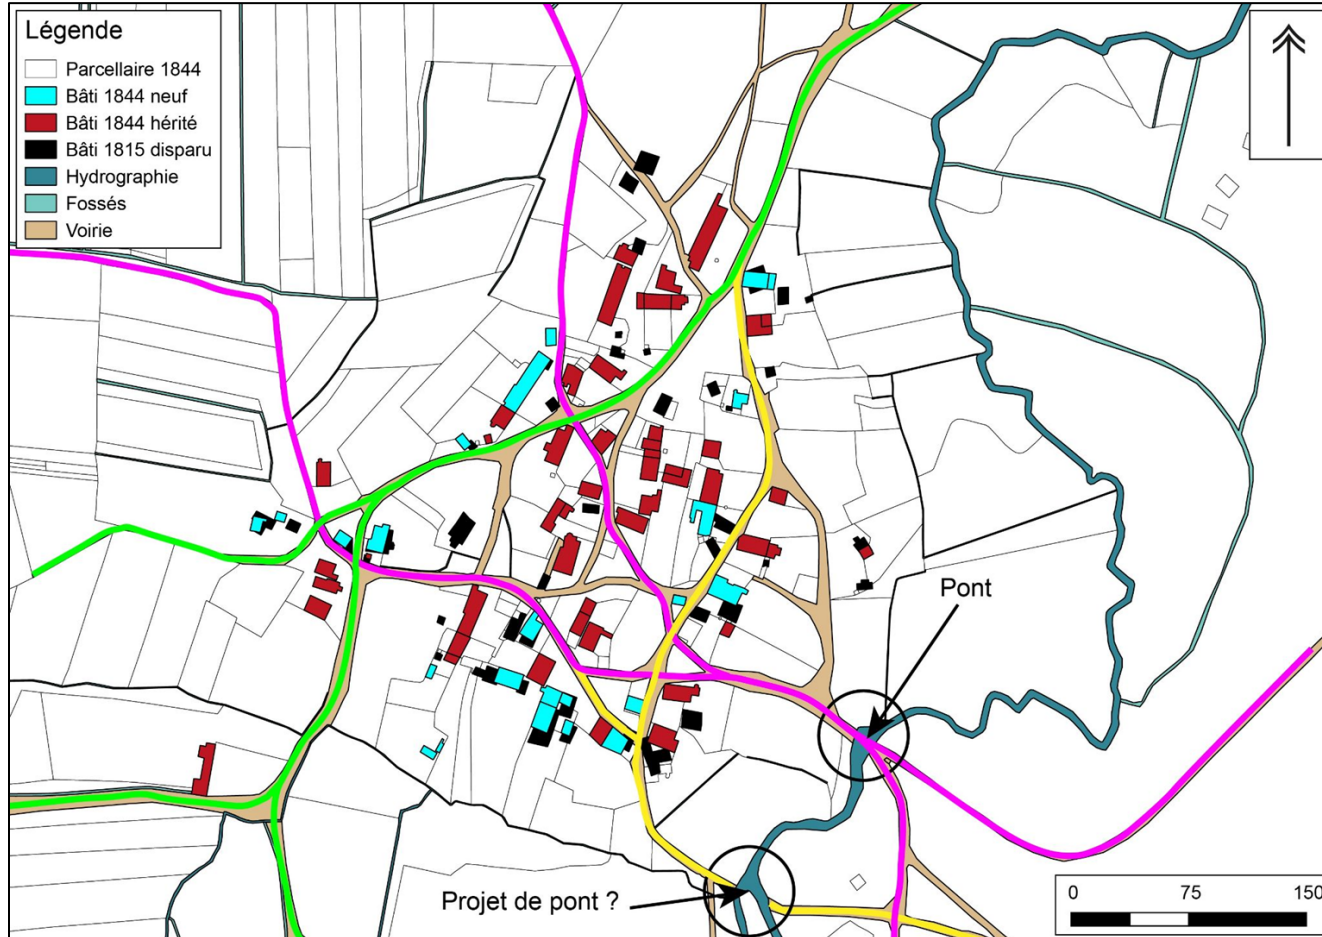 Légende
Parcellaire 1844
Bâti 1844 neuf
Bâti 1844 hérité
Bâti 1815 disparu
Hydrographie
Fossés
Voirie
Pont
Projet de pont ?
0 75 150